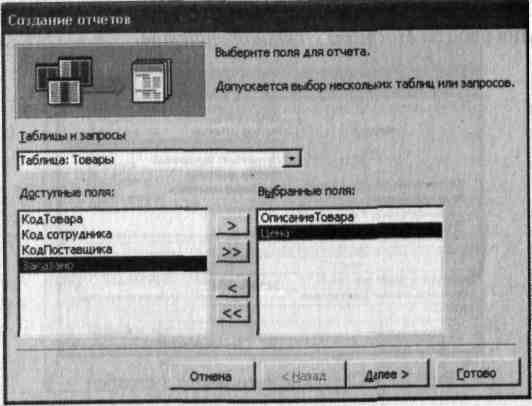 Создание отчетов
Выберите поля для отчета.
Допускается выбор нескольких таблиц или запросов.
Таблицы и запросы
Таблица: Товары
Доступные поля:
Выбранные поля:
КодТовара
Код сотрудника
КодПоставщика
Заказано
ОписаниеТовара
Цена
>
>>
<
<<
Отмена
< Назад
Далее >
Готово